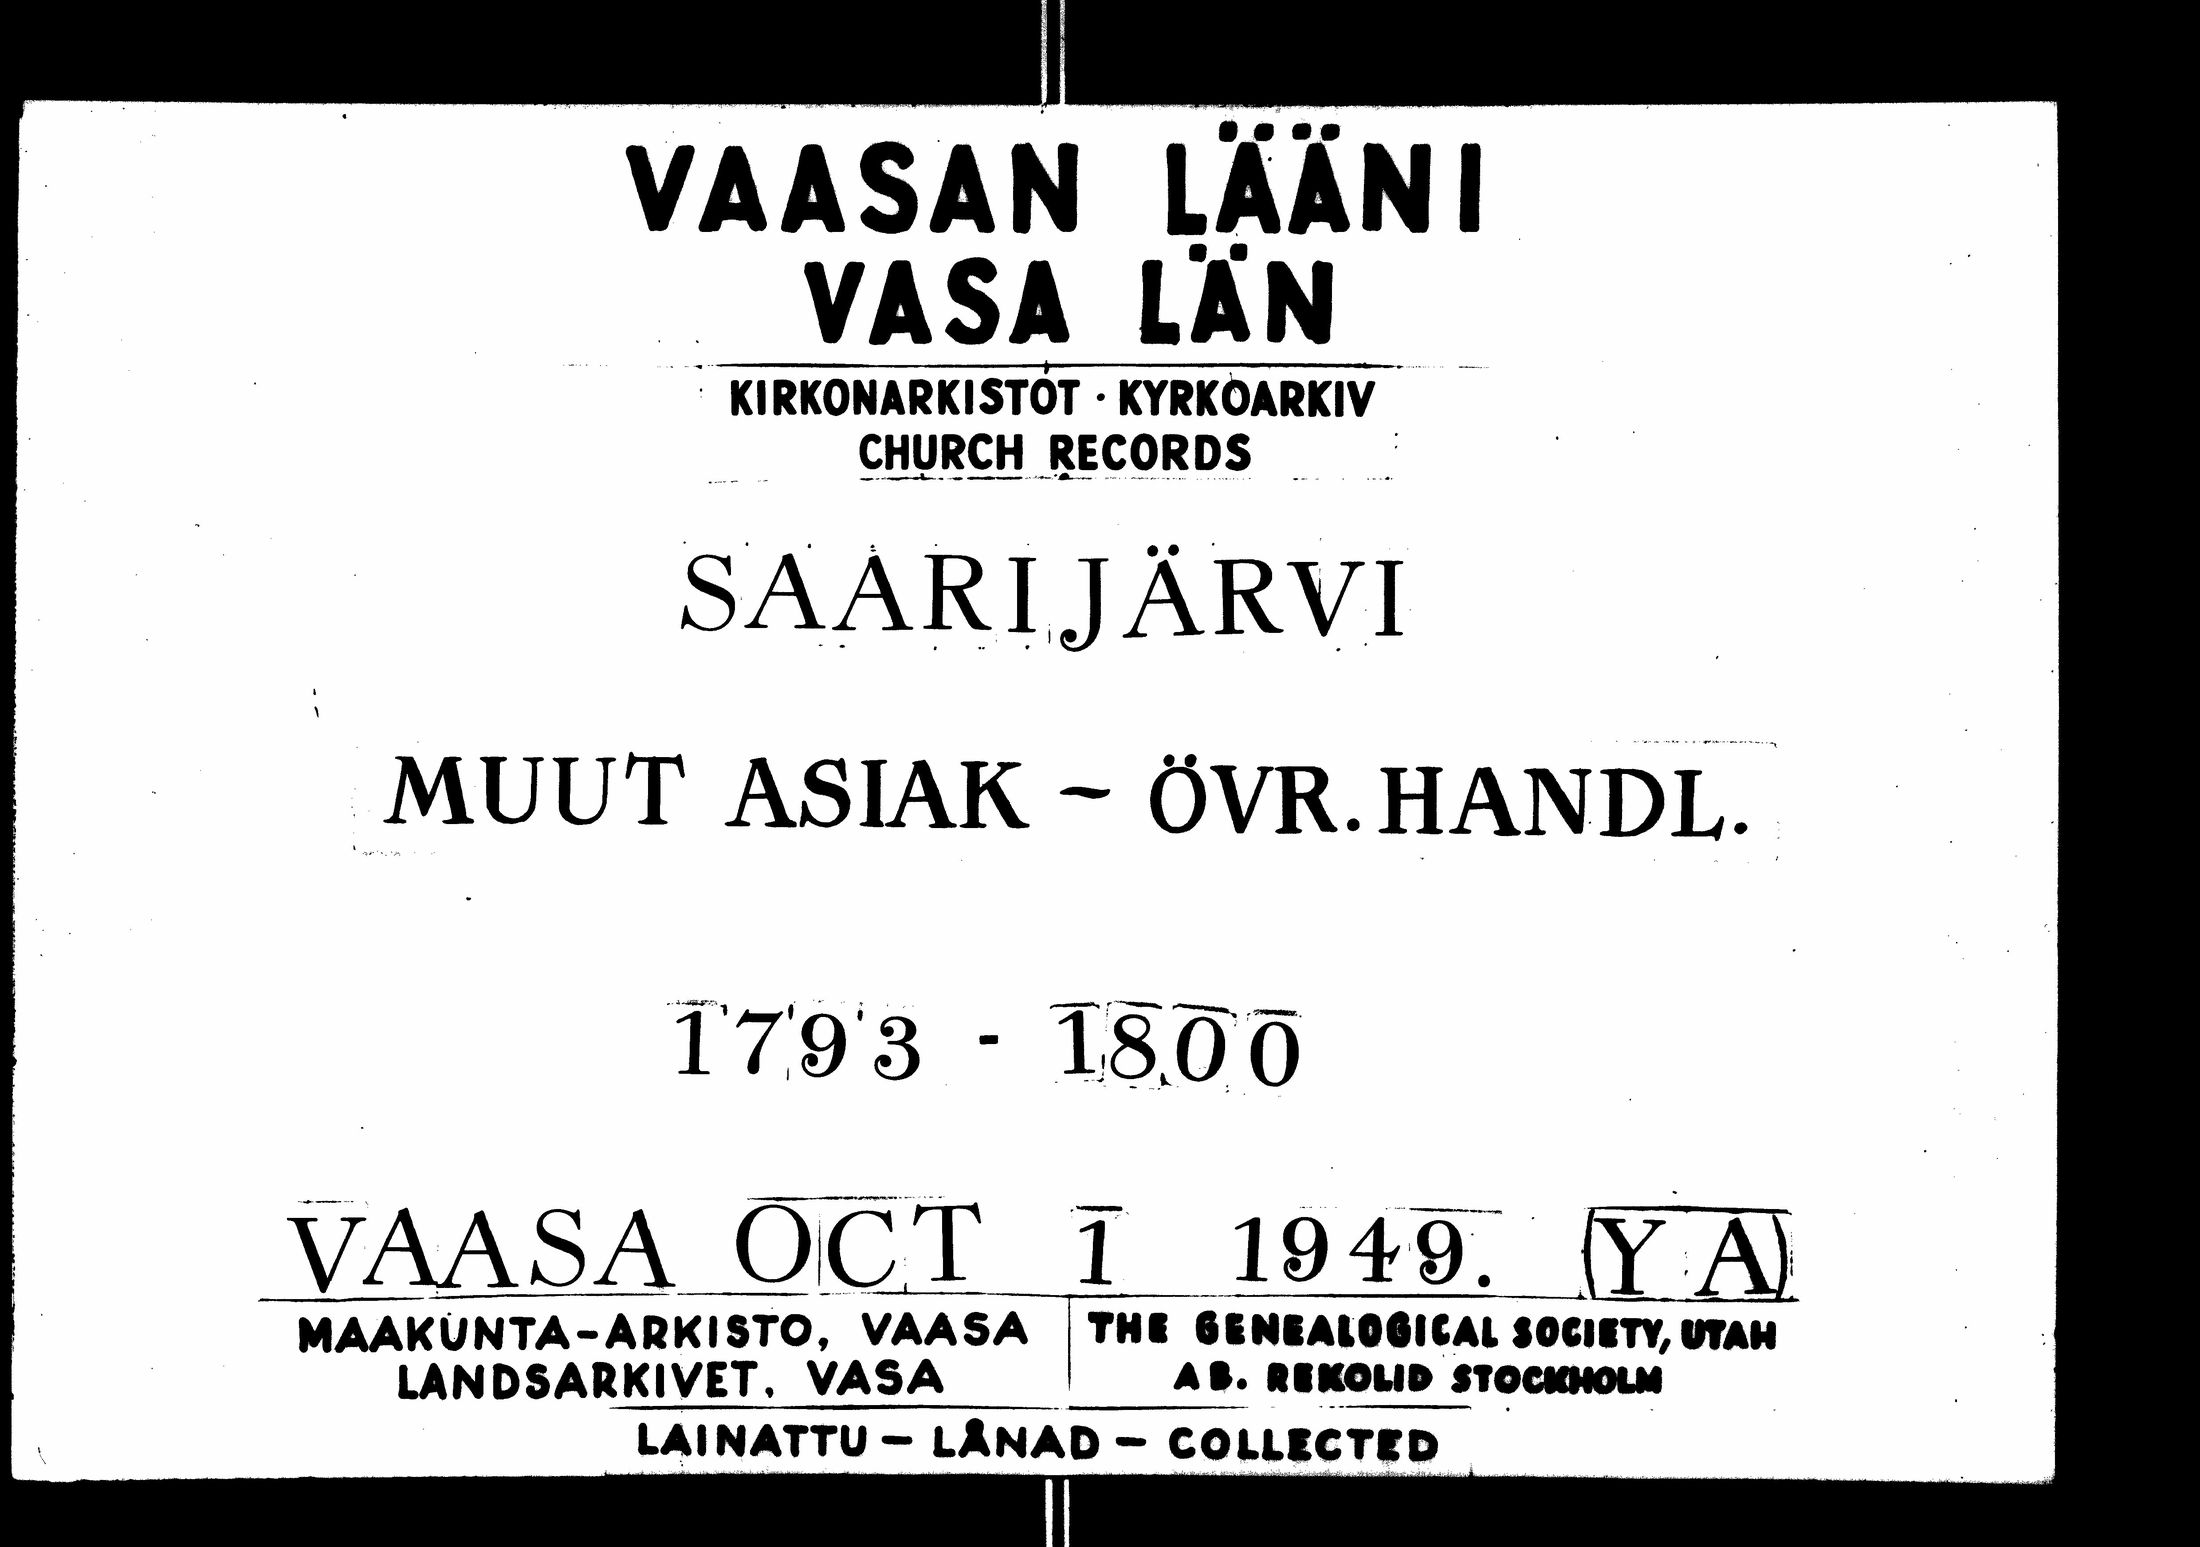 VAASAN LÄÄNI
VASA LÄN
KIRKONARKISTOT · KYRKOARKIV
CHURCH RECORDS
SAARIJÄRVI
MUUT ASIAK - ÖVR. HANDL.
1793 - 1800
VAASA OCT 1 1949. (YA)
MAAKUNTA-ARKISTO, VAASA
LANDSARKIVET, VASA
THE GENEALOGICAL SOCIETY, UTAH
AB. REKOLID STOCKHOLM
LAINATTU - LÅNAD - COLLECTED